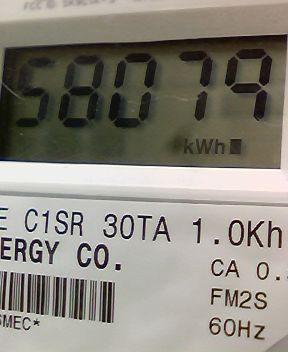 58079
kWh
E C1SR 30TA 1.0Kh
ERGY CO.
CA 0.
FM2S
60Hz
SMEC*